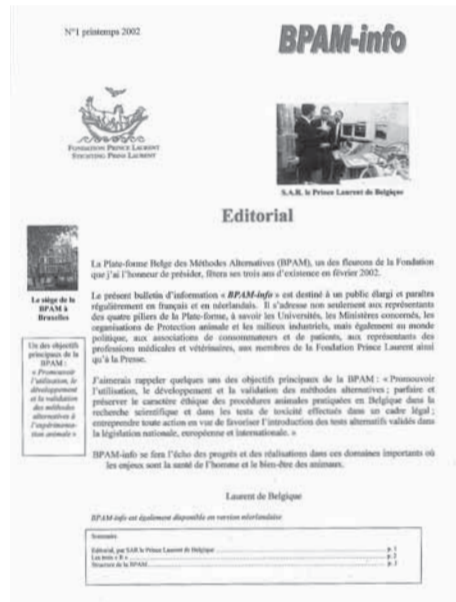 N°1 printemps 2002
BPAM-info
FONDATION PRINCE LAURENT
STICHTING PRINS LAURENT
S.A.R. le Prince Laurent de Belgique
Editorial
Le siège de la
BPAM à
Bruxelles
Un des objectifs
principaux de la
BPAM :
« Promouvoir
l'utilisation, le
développement
et la validation
des méthodes
alternatives à
l'expérimenta-
tion animale »
La Plate-forme Belge des Méthodes Alternatives (BPAM), un des fleurons de la Fondation
que j'ai l'honneur de présider, fêtera ses trois ans d'existence en février 2002.
Le présent bulletin d'information « BPAM-info » est destiné à un public élargi et paraîtra
régulièrement en français et en néerlandais. Il s'adresse non seulement aux représentants
des quatre piliers de la Plate-forme, à savoir les Universités, les Ministères concernés, les
organisations de Protection animale et les milieux industriels, mais également au monde
politique, aux associations de consommateurs et de patients, aux représentants des
professions médicales et vétérinaires, aux membres de la Fondation Prince Laurent ainsi
qu'à la Presse.
J'aimerais rappeler quelques uns des objectifs principaux de la BPAM : «Promouvoir
l'utilisation, le développement et la validation des méthodes alternatives ; parfaire et
préserver le caractère éthique des procédures animales pratiquées en Belgique dans la
recherche scientifique et dans les tests de toxicité effectués dans un cadre légal ;
entreprendre toute action en vue de favoriser l'introduction des tests alternatifs validés dans
la législation nationale, européenne et internationale. »
BPAM-info se fera l'écho des progrès et des réalisations dans ces domaines importants où
les enjeux sont la santé de l'homme et le bien-être des animaux.
Laurent de Belgique
BPAM-info est également disponible en version néerlandaise
Sommaire
Editorial, par SAR le Prince Laurent de Belgique p. 1
Les trois « R » p. 2
Structure de la BPAM p. 3